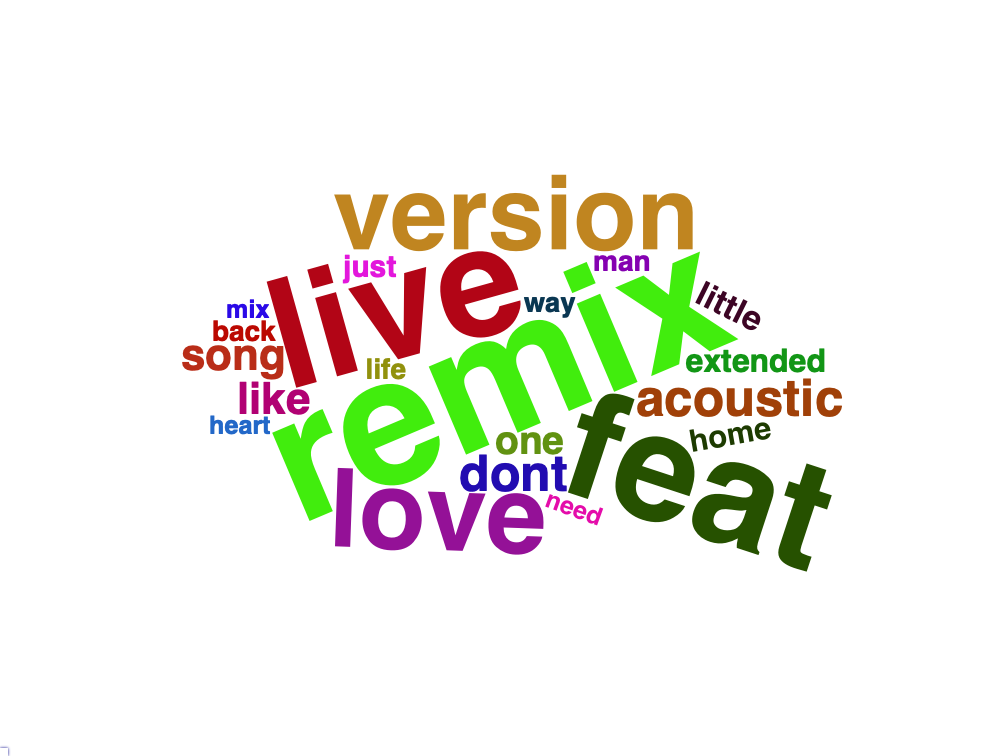 version
just
live
man
way
remix
little
mix
back
song
life
extended
like
acoustic
heart
feat
home
one
dont
love
need